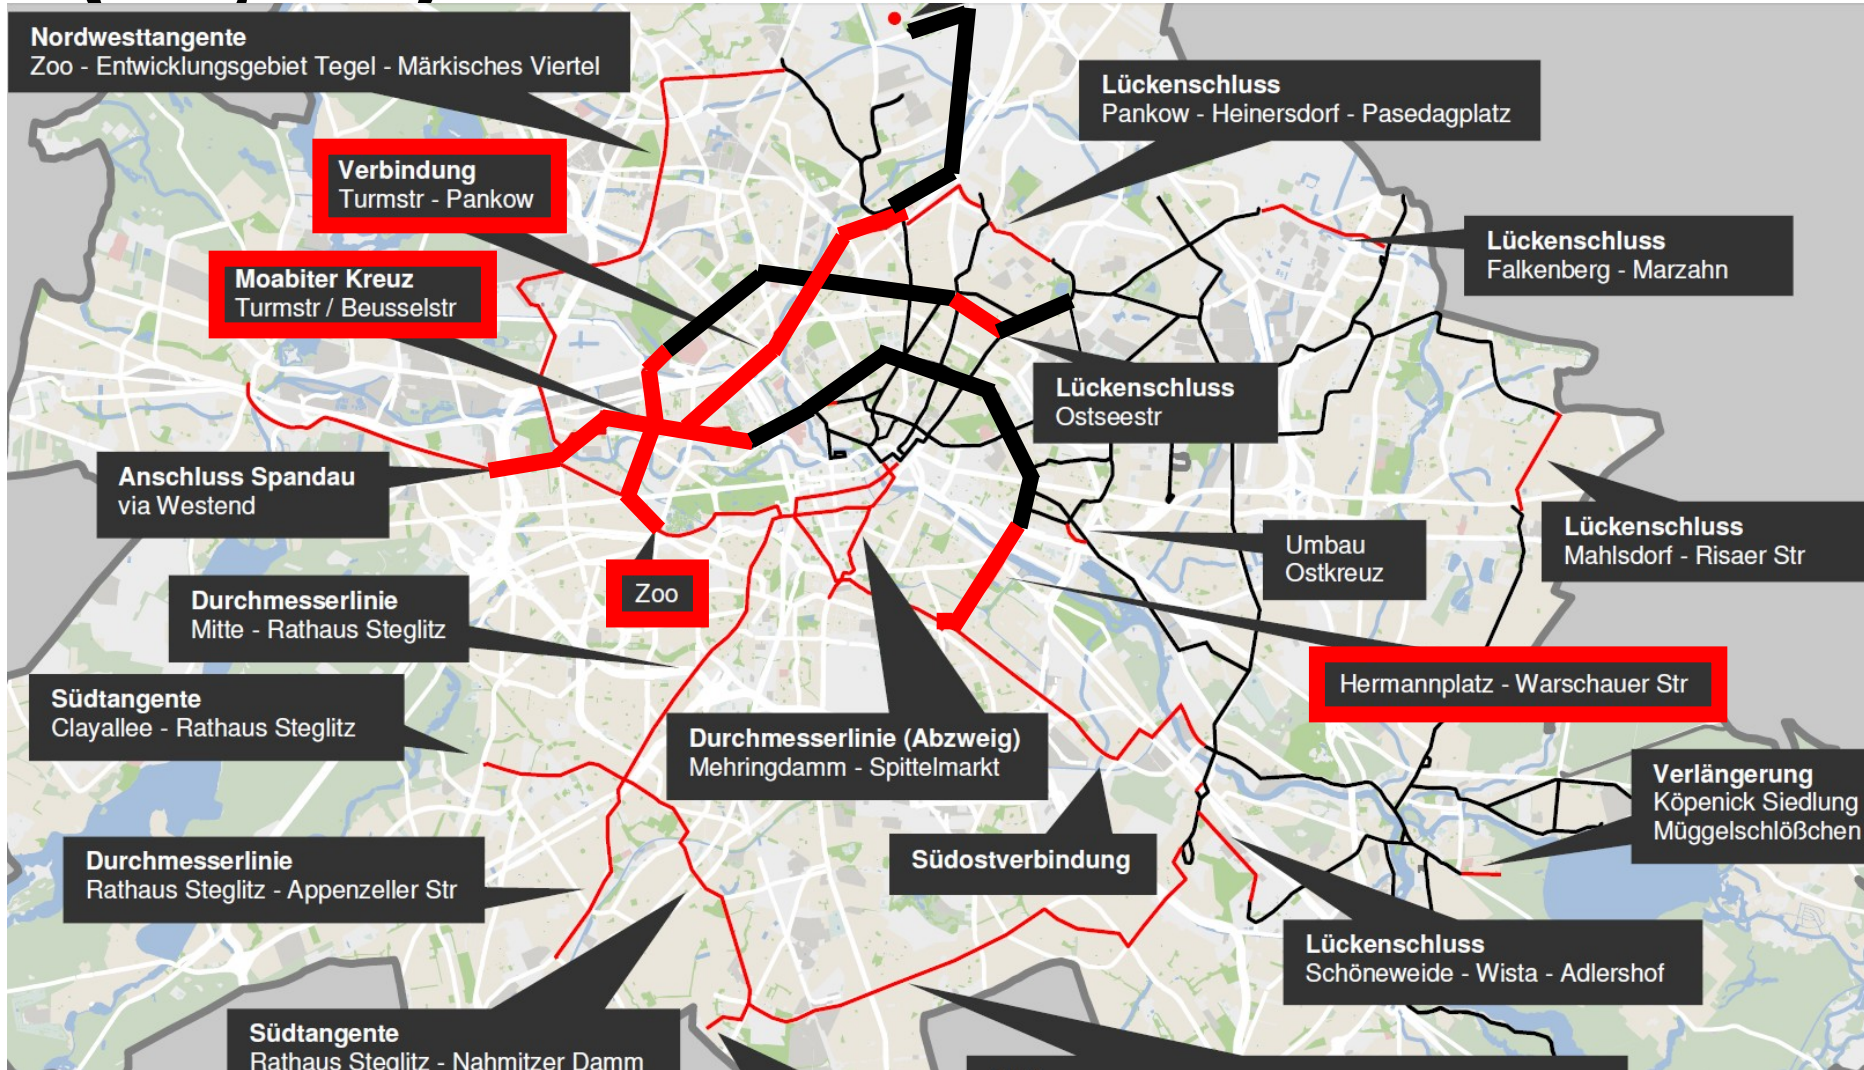 Nordwesttangente
Zoo - Entwicklungsgebiet Tegel - Märkisches Viertel
Lückenschluss
Pankow - Heinersdorf - Pasedagplatz
Verbindung
Turmstr - Pankow
Lückenschluss
Falkenberg - Marzahn
Moabiter Kreuz
Turmstr / Beusselstr
Lückenschluss
Ostseestr
Anschluss Spandau
via Westend
Lückenschluss
Mahlsdorf - Risaer Str
Umbau
Ostkreuz
Zoo
Durchmesserlinie
Mitte - Rathaus Steglitz
Hermannplatz - Warschauer Str
Südtangente
Clayallee - Rathaus Steglitz
Durchmesserlinie (Abzweig)
Mehringdamm - Spittelmarkt
Verlängerung
Köpenick Siedlung
Müggelschlößchen
Südostverbindung
Durchmesserlinie
Rathaus Steglitz - Appenzeller Str
Lückenschluss
Schöneweide - Wista - Adlershof
Südtangente
Rathaus Steglitz - Nahmitzer Damm